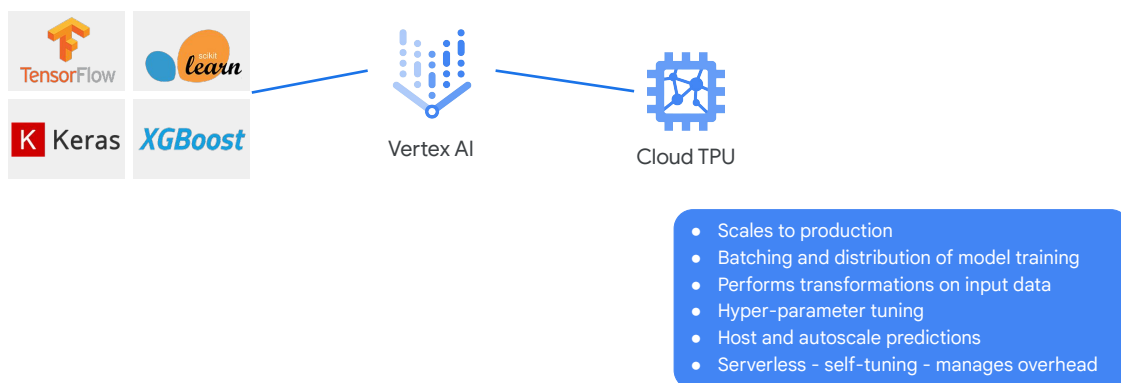 TensorFlow
scikit
learn
K Keras
XGBoost
Vertex AI
Cloud TPU
● Scales to production
● Batching and distribution of model training
● Performs transformations on input data
● Hyper-parameter tuning
● Host and autoscale predictions
● Serverless - self-tuning - manages overhead